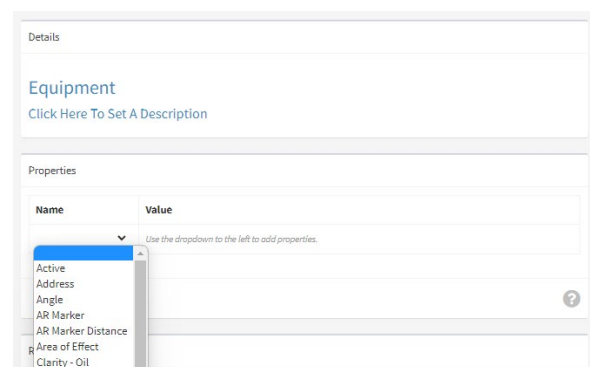 Details
Equipment
Click Here To Set A Description
Properties
Name Value
Use the dropdown to the left to add properties.
Active
Address
Angle
AR Marker
AR Marker Distance
R
Area of Effect
Clarity - Oil